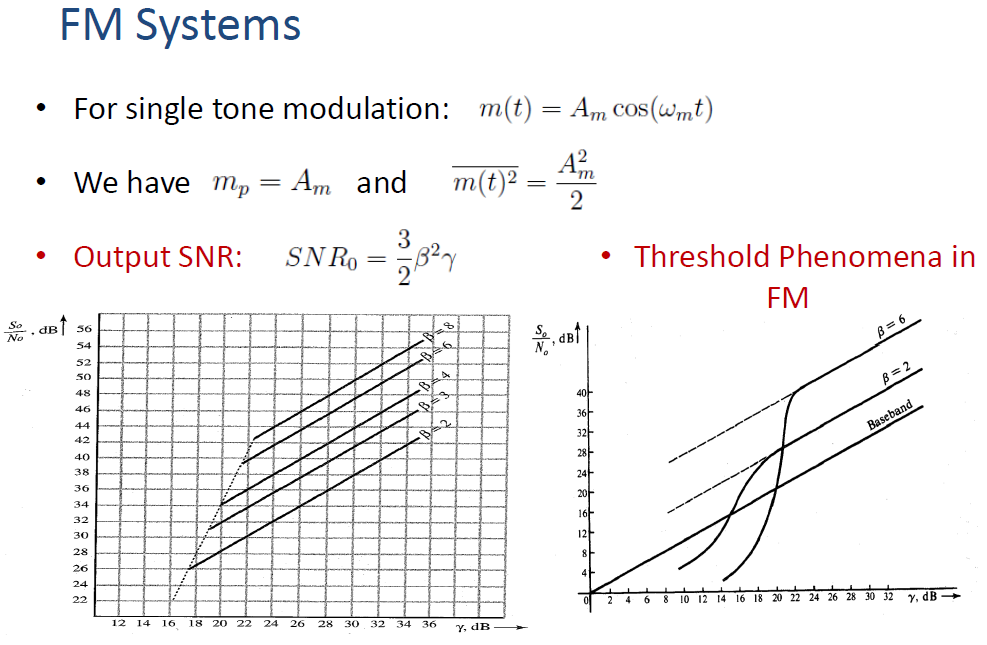 FM Systems
• For single tone modulation: m(t) = A_m cos(ω_m t)
• We have m_p = A_m and \overline{m(t)^2} = \frac{A_m^2}{2}
• Output SNR: SNR_0 = \frac{3}{2}β^2γ
• Threshold Phenomena in
FM
So/No , dB
56
54
52
50
48
46
44
42
40
38
36
34
32
30
28
26
24
22
β = 8
β = 6
β = 4
β = 3
β = 2
12 14 16 18 20 22 24 26 28 30 32 34 36 γ, dB
S_o/N_o , dB
40
36
32
28
24
20
16
12
8
4
β = 6
β = 2
Baseband
0 2 4 6 8 10 12 14 16 18 20 22 24 26 28 30 32 γ, dB